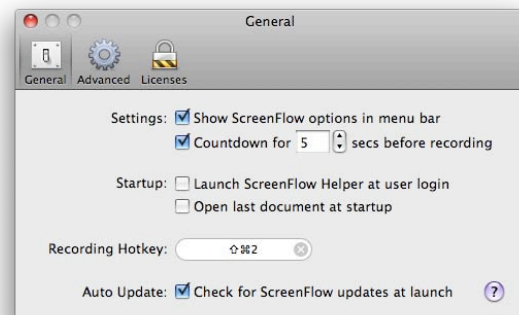 General
General Advanced Licenses
Settings: Show ScreenFlow options in menu bar
Countdown for 5 secs before recording
Startup: Launch ScreenFlow Helper at user login
Open last document at startup
Recording Hotkey: ⇧⌘2
Auto Update: Check for ScreenFlow updates at launch ?